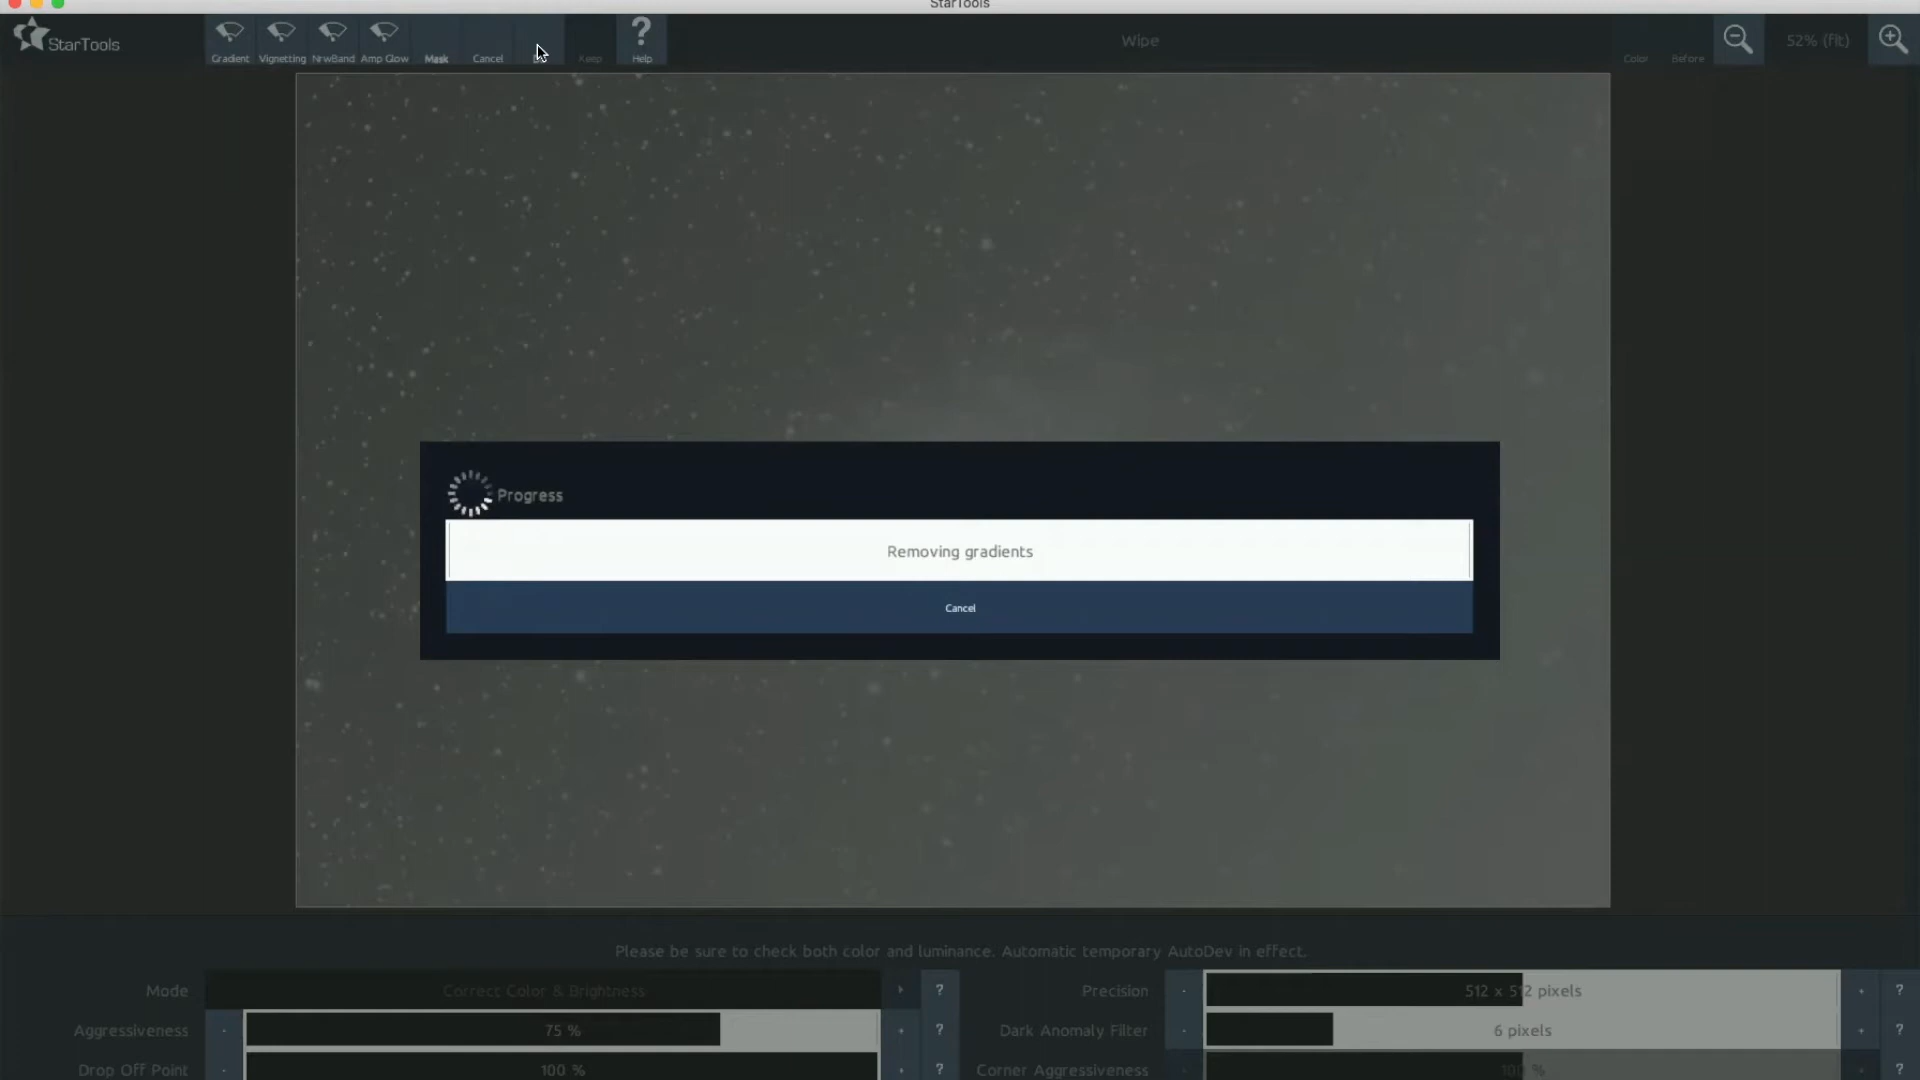 StarTools
StarTools
Gradient Vignetting NrwBand Amp Glow Mask Cancel Keep ? Help
Wipe
Color Before 52% (fit)
Progress
Removing gradients
Cancel
Please be sure to check both color and luminance. Automatic temporary AutoDev in effect.
Mode Correct Color & Brightness ? Precision - 512 x 512 pixels + ?
Aggressiveness - 75 % + ? Dark Anomaly Filter - 6 pixels + ?
Drop Off Point - 100 % + ? Corner Aggressiveness - 100 % + ?